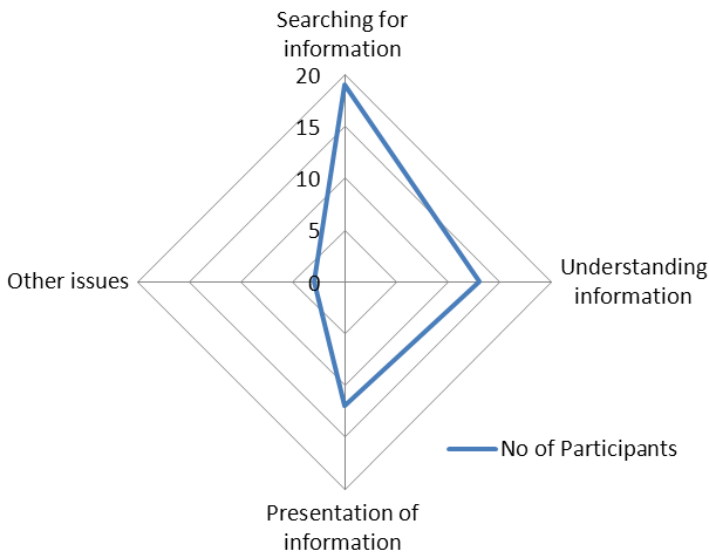 Searching for
information
20
15
10
5
0
Other issues
Understanding
information
No of Participants
Presentation of
information